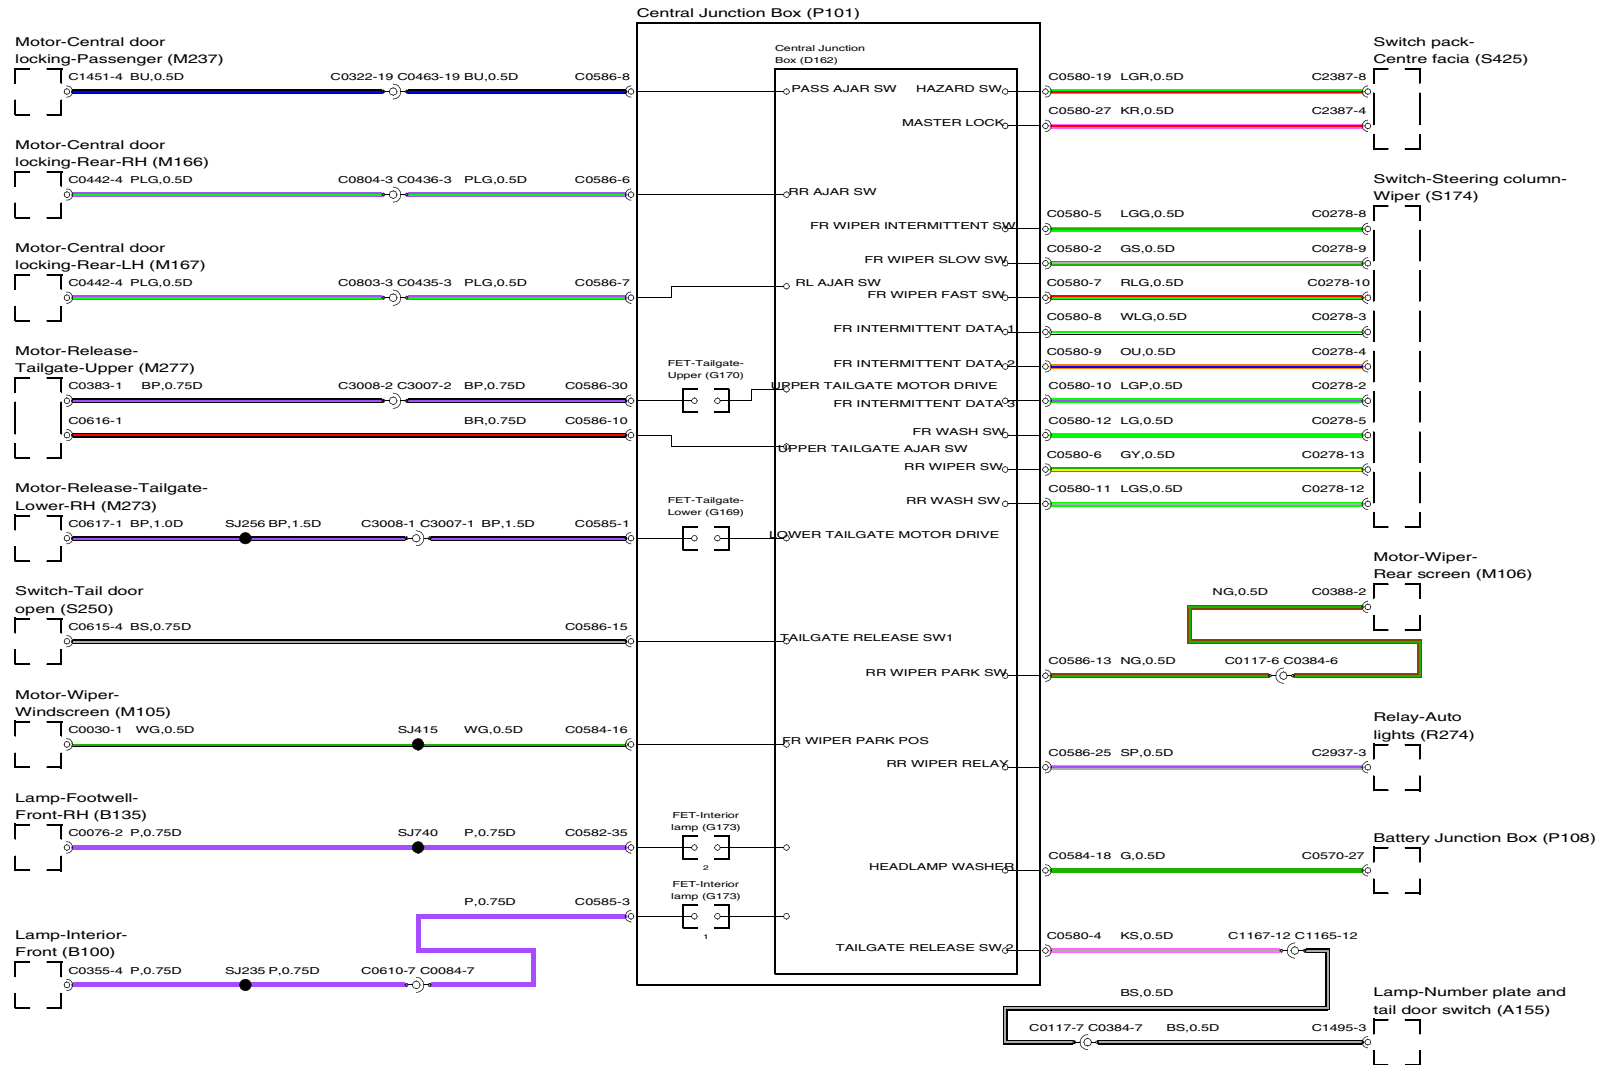 Central Junction Box (P101)
Central Junction
Box (D162)
Motor-Central door
locking-Passenger (M237)
C1451-4 BU,0.5D C0322-19 C0463-19 BU,0.5D C0586-8
PASS AJAR SW
Motor-Central door
locking-Rear-RH (M166)
C0442-4 PLG,0.5D C0804-3 C0436-3 PLG,0.5D C0586-6
RR AJAR SW
Motor-Central door
locking-Rear-LH (M167)
C0442-4 PLG,0.5D C0803-3 C0435-3 PLG,0.5D C0586-7
RL AJAR SW
Motor-Release-
Tailgate-Upper (M277)
C0383-1 BP,0.75D C3008-2 C3007-2 BP,0.75D C0586-30
FET-Tailgate-
Upper (G170)
UPPER TAILGATE MOTOR DRIVE
C0616-1 BR,0.75D C0586-10
UPPER TAILGATE AJAR SW
Motor-Release-Tailgate-
Lower-RH (M273)
C0617-1 BP,1.0D SJ256 BP,1.5D C3008-1 C3007-1 BP,1.5D C0585-1
FET-Tailgate-
Lower (G169)
LOWER TAILGATE MOTOR DRIVE
Switch-Tail door
open (S250)
C0615-4 BS,0.75D C0586-15
TAILGATE RELEASE SW1
Motor-Wiper-
Windscreen (M105)
C0030-1 WG,0.5D SJ415 WG,0.5D C0584-16
FR WIPER PARK POS
Lamp-Footwell-
Front-RH (B135)
C0076-2 P,0.75D SJ740 P,0.75D C0582-35
FET-Interior
lamp (G173)
2
P,0.75D C0585-3
FET-Interior
lamp (G173)
1
Lamp-Interior-
Front (B100)
C0355-4 P,0.75D SJ235 P,0.75D C0610-7 C0084-7
Switch pack-
Centre facia (S425)
HAZARD SW C0580-19 LGR,0.5D C2387-8
MASTER LOCK C0580-27 KR,0.5D C2387-4
Switch-Steering column-
Wiper (S174)
FR WIPER INTERMITTENT SW C0580-5 LGG,0.5D C0278-8
FR WIPER SLOW SW C0580-2 GS,0.5D C0278-9
FR WIPER FAST SW C0580-7 RLG,0.5D C0278-10
FR INTERMITTENT DATA 1 C0580-8 WLG,0.5D C0278-3
FR INTERMITTENT DATA 2 C0580-9 OU,0.5D C0278-4
FR INTERMITTENT DATA 3 C0580-10 LGP,0.5D C0278-2
FR WASH SW C0580-12 LG,0.5D C0278-5
RR WIPER SW C0580-6 GY,0.5D C0278-13
RR WASH SW C0580-11 LGS,0.5D C0278-12
Motor-Wiper-
Rear screen (M106)
NG,0.5D C0388-2
RR WIPER PARK SW C0586-13 NG,0.5D C0117-6 C0384-6
Relay-Auto
lights (R274)
RR WIPER RELAY C0586-25 SP,0.5D C2937-3
Battery Junction Box (P108)
HEADLAMP WASHER C0584-18 G,0.5D C0570-27
TAILGATE RELEASE SW 2 C0580-4 KS,0.5D C1167-12 C1165-12
BS,0.5D
Lamp-Number plate and
tail door switch (A155)
C0117-7 C0384-7 BS,0.5D C1495-3